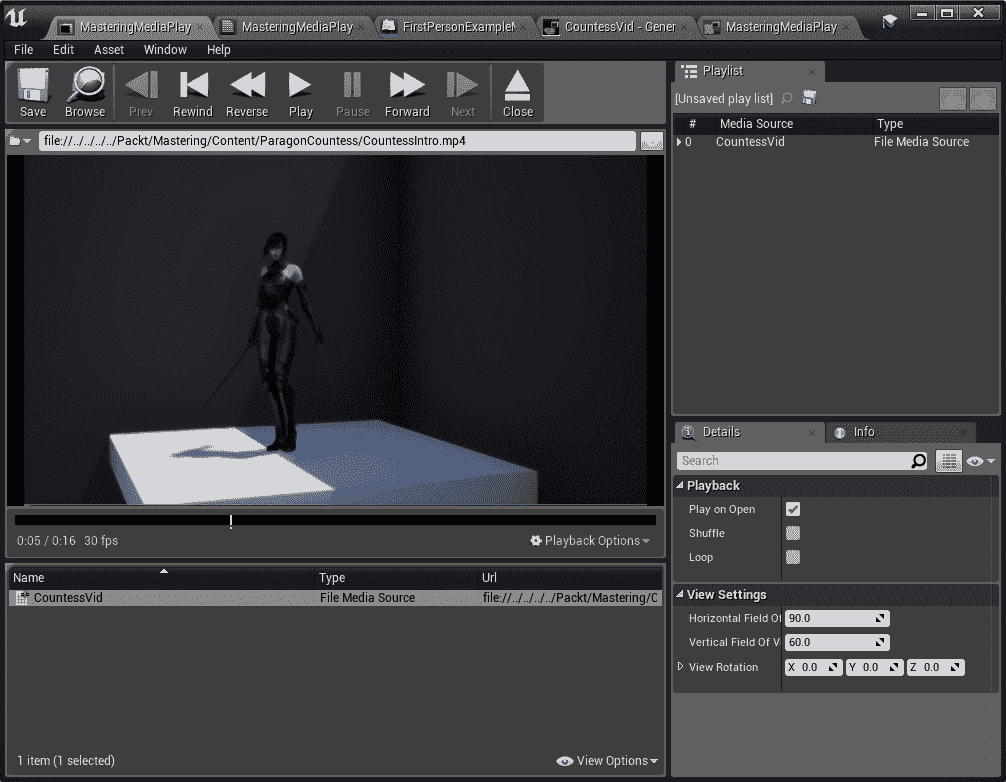 MasteringMediaPlay MasteringMediaPlay FirstPersonExampleM CountessVid - Gener MasteringMediaPlay
File Edit Asset Window Help
Save Browse Prev Rewind Reverse Play Pause Forward Next Close
file://../../../../Packt/Mastering/Content/ParagonCountess/CountessIntro.mp4
0:05 / 0:16 30 fps
Playback Options
Name Type Url
CountessVid File Media Source file://../../../../Packt/Mastering/C
1 item (1 selected)
View Options
Playlist
[Unsaved play list]
# Media Source Type
0 CountessVid File Media Source
Details Info
Search
Playback
Play on Open
Shuffle
Loop
View Settings
Horizontal Field Of 90.0
Vertical Field Of V 60.0
View Rotation X 0.0 Y 0.0 Z 0.0